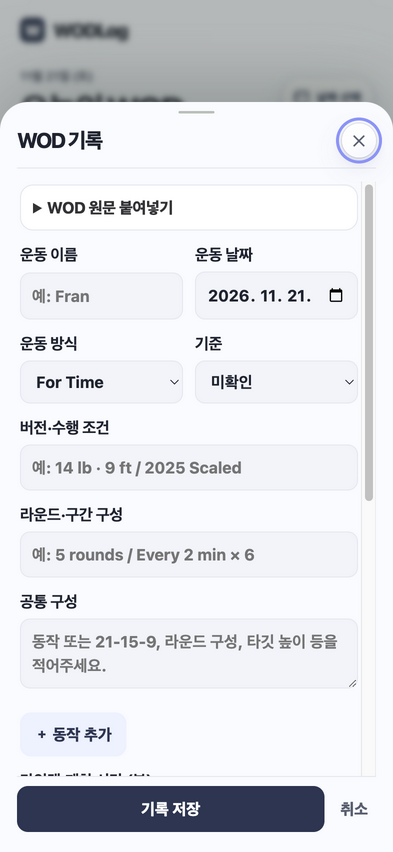 WODLog
WOD 기록
▶ WOD 원문 붙여넣기
운동 이름
운동 날짜
예: Fran
2026. 11. 21.
운동 방식
기준
For Time
미확인
버전·수행 조건
예: 14 lb · 9 ft / 2025 Scaled
라운드·구간 구성
예: 5 rounds / Every 2 min × 6
공통 구성
동작 또는 21-15-9, 라운드 구성, 타깃 높이 등을
적어주세요.
+ 동작 추가
기록 저장
취소